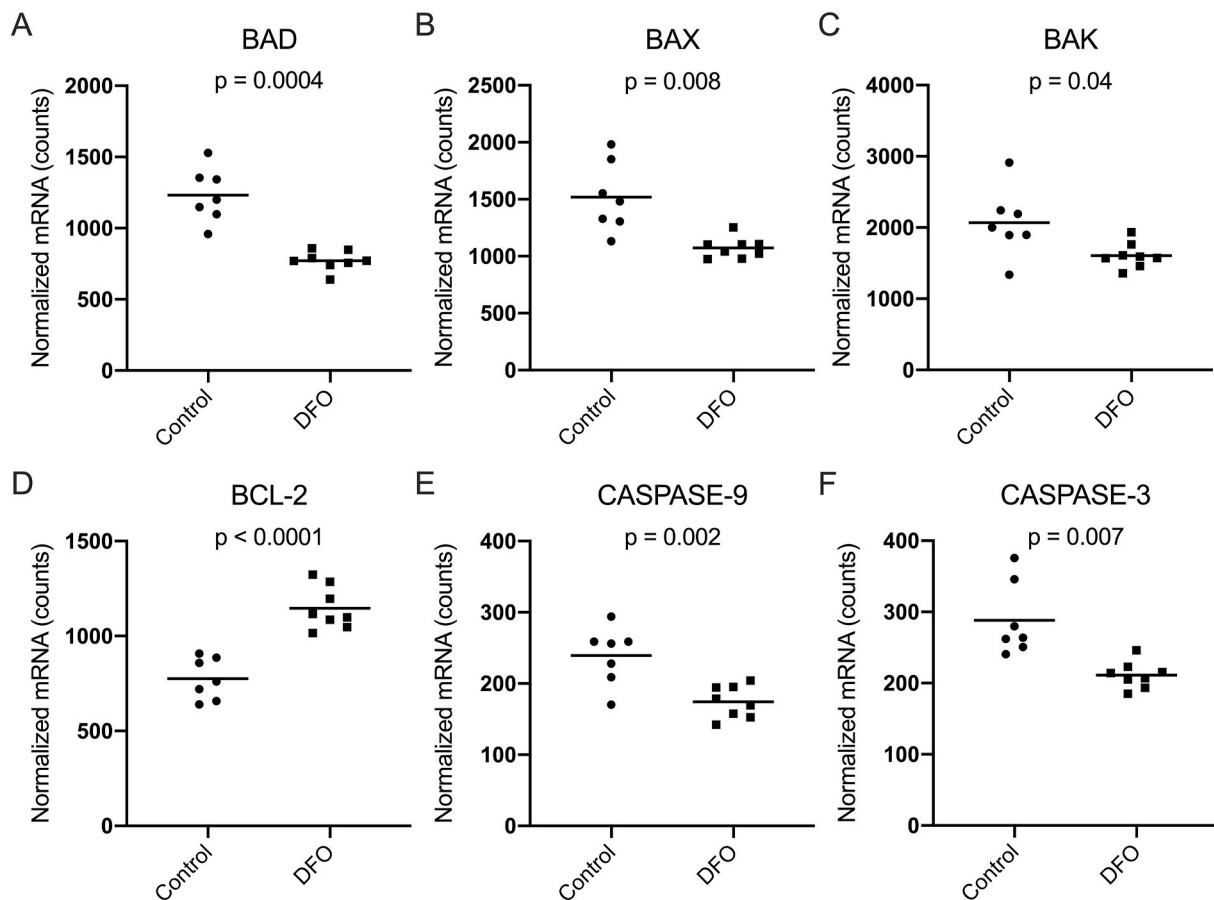 A
BAD
p = 0.0004
Normalized mRNA (counts)
2000
1500
1000
500
0
Control
DFO
B
BAX
p = 0.008
Normalized mRNA (counts)
2500
2000
1500
1000
500
0
Control
DFO
C
BAK
p = 0.04
Normalized mRNA (counts)
4000
3000
2000
1000
0
Control
DFO
D
BCL-2
p < 0.0001
Normalized mRNA (counts)
1500
1000
500
0
Control
DFO
E
CASPASE-9
p = 0.002
Normalized mRNA (counts)
400
300
200
100
0
Control
DFO
F
CASPASE-3
p = 0.007
Normalized mRNA (counts)
400
300
200
100
0
Control
DFO